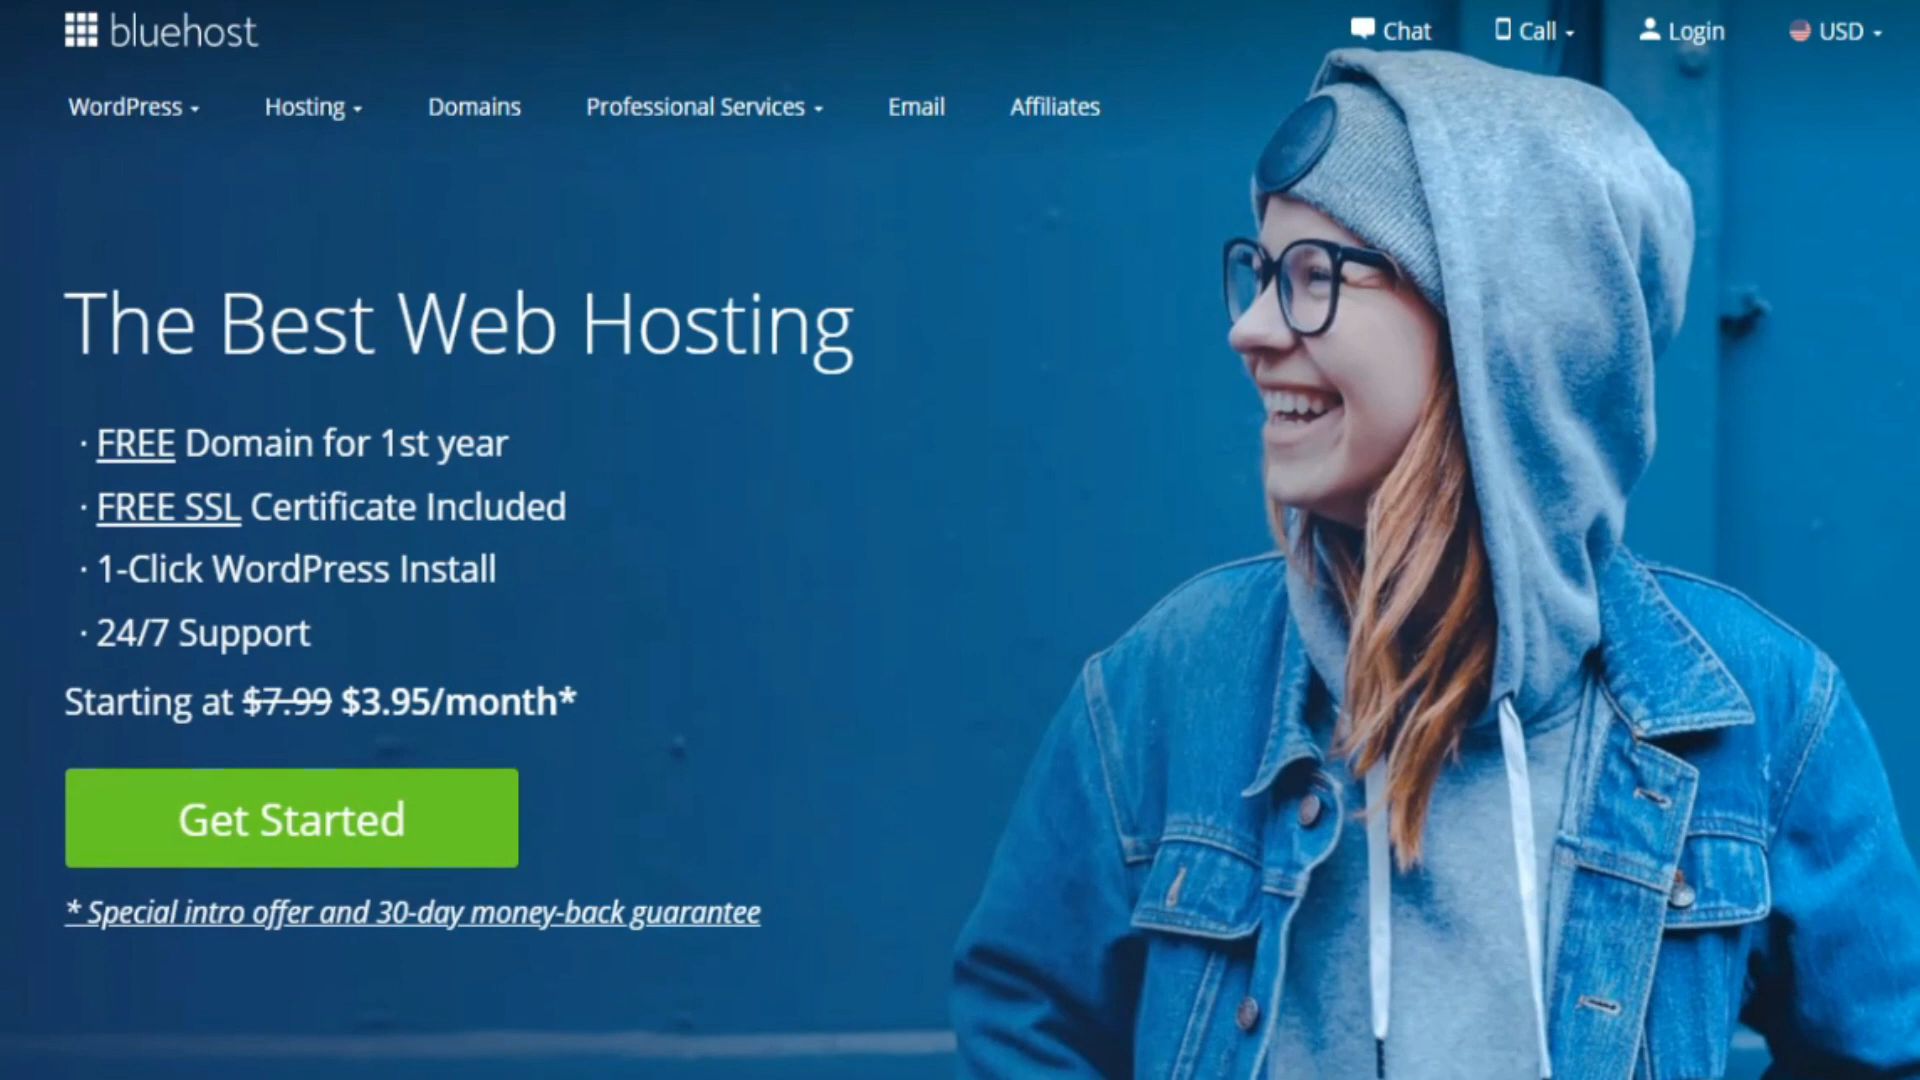 bluehost
Chat
Call
Login
USD
WordPress
Hosting
Domains
Professional Services
Email
Affiliates
The Best Web Hosting
· FREE Domain for 1st year
· FREE SSL Certificate Included
· 1-Click WordPress Install
· 24/7 Support
Starting at $7.99 $3.95/month*
Get Started
* Special intro offer and 30-day money-back guarantee